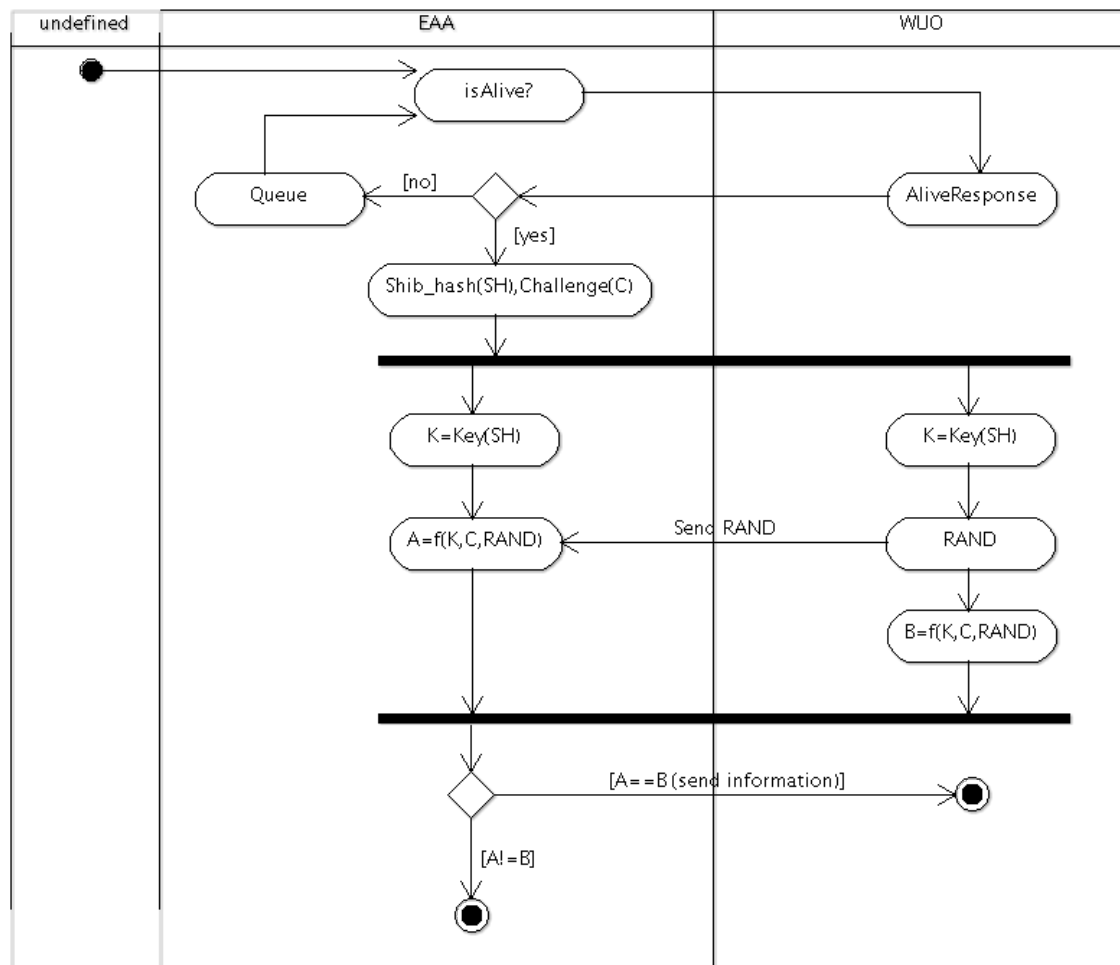 undefined
EAA
WUO
isAlive?
Queue
[no]
AliveResponse
[yes]
Shib_hash(SH),Challenge(C)
K=Key(SH)
K=Key(SH)
A=f(K,C,RAND)
Send RAND
RAND
B=f(K,C,RAND)
[A==B(send information)]
[A!=B]